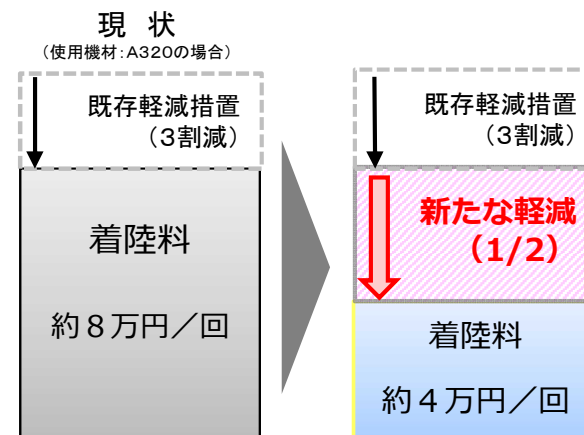 現 状
（使用機材：A320の場合）
既存軽減措置
（3割減）
着陸料
約８万円／回
既存軽減措置
（3割減）
新たな軽減
（1/2）
着陸料
約４万円／回